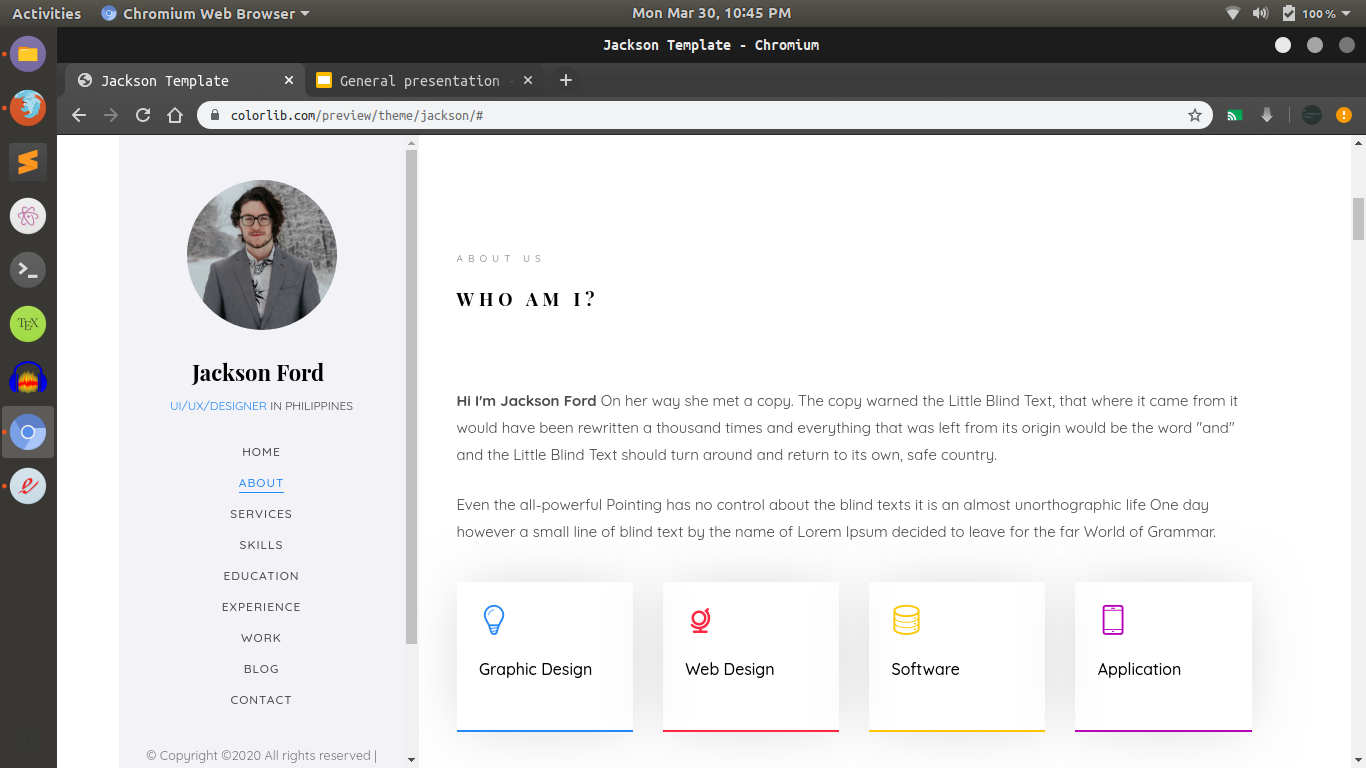 Activities
Chromium Web Browser
Mon Mar 30, 10:45 PM
100 %
Jackson Template - Chromium
Jackson Template
General presentation -
colorlib.com/preview/theme/jackson/#
TEX
Jackson Ford
UI/UX/DESIGNER IN PHILIPPINES
HOME
ABOUT
SERVICES
SKILLS
EDUCATION
EXPERIENCE
WORK
BLOG
CONTACT
© Copyright ©2020 All rights reserved |
ABOUT US
WHO AM I?
Hi I'm Jackson Ford On her way she met a copy. The copy warned the Little Blind Text, that where it came from it
would have been rewritten a thousand times and everything that was left from its origin would be the word "and"
and the Little Blind Text should turn around and return to its own, safe country.
Even the all-powerful Pointing has no control about the blind texts it is an almost unorthographic life One day
however a small line of blind text by the name of Lorem Ipsum decided to leave for the far World of Grammar.
Graphic Design
Web Design
Software
Application